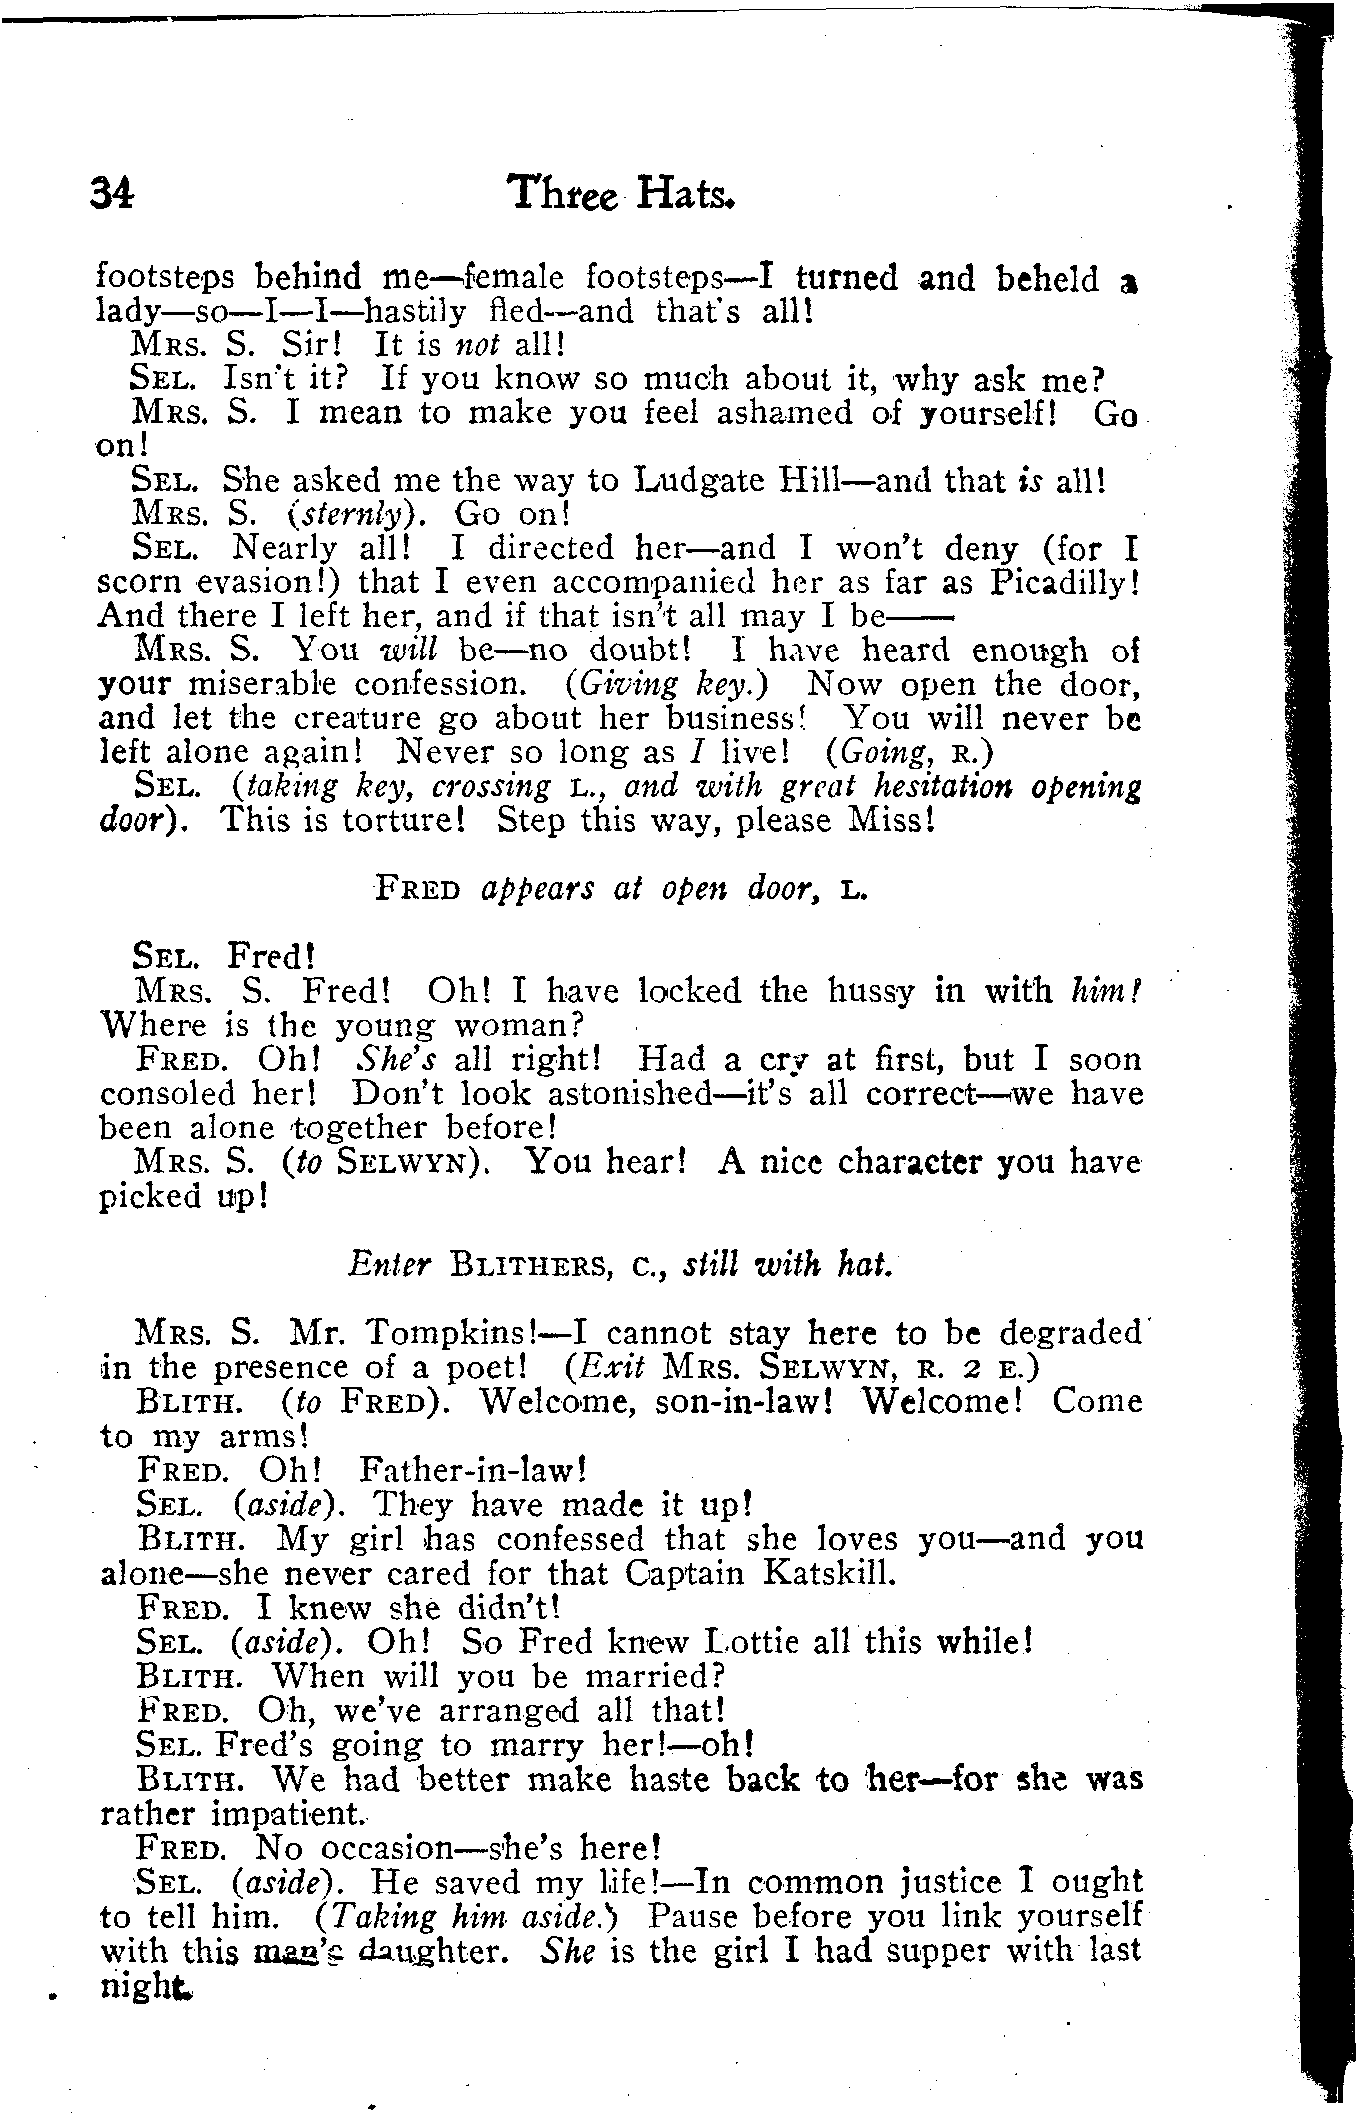 34 Three Hats.
footsteps behind me—female footsteps—I turned and beheld a
lady—so—I—I—hastily fled—and that's all!
MRS. S. Sir! It is not all!
SEL. Isn't it? If you know so much about it, why ask me?
MRS. S. I mean to make you feel ashamed of yourself! Go
on!
SEL. She asked me the way to Ludgate Hill—and that is all!
MRS. S. (sternly). Go on!
SEL. Nearly all! I directed her—and I won't deny (for I
scorn evasion!) that I even accompanied her as far as Picadilly!
And there I left her, and if that isn't all may I be——
MRS. S. You will be—no doubt! I have heard enough of
your miserable confession. (Giving key.) Now open the door,
and let the creature go about her business! You will never be
left alone again! Never so long as I live! (Going, R.)
SEL. (taking key, crossing L., and with great hesitation opening
door). This is torture! Step this way, please Miss!
FRED appears at open door, L.
SEL. Fred!
MRS. S. Fred! Oh! I have locked the hussy in with him!
Where is the young woman?
FRED. Oh! She's all right! Had a cry at first, but I soon
consoled her! Don't look astonished—it's all correct—we have
been alone together before!
MRS. S. (to SELWYN). You hear! A nice character you have
picked up!
Enter BLITHERS, C., still with hat.
MRS. S. Mr. Tompkins!—I cannot stay here to be degraded
in the presence of a poet! (Exit MRS. SELWYN, R. 2 E.)
BLITH. (to FRED). Welcome, son-in-law! Welcome! Come
to my arms!
FRED. Oh! Father-in-law!
SEL. (aside). They have made it up!
BLITH. My girl has confessed that she loves you—and you
alone—she never cared for that Captain Katskill.
FRED. I knew she didn't!
SEL. (aside). Oh! So Fred knew Lottie all this while!
BLITH. When will you be married?
FRED. Oh, we've arranged all that!
SEL. Fred's going to marry her!—oh!
BLITH. We had better make haste back to her—for she was
rather impatient.
FRED. No occasion—she's here!
SEL. (aside). He saved my life!—In common justice I ought
to tell him. (Taking him aside.) Pause before you link yourself
with this man's daughter. She is the girl I had supper with last
night.